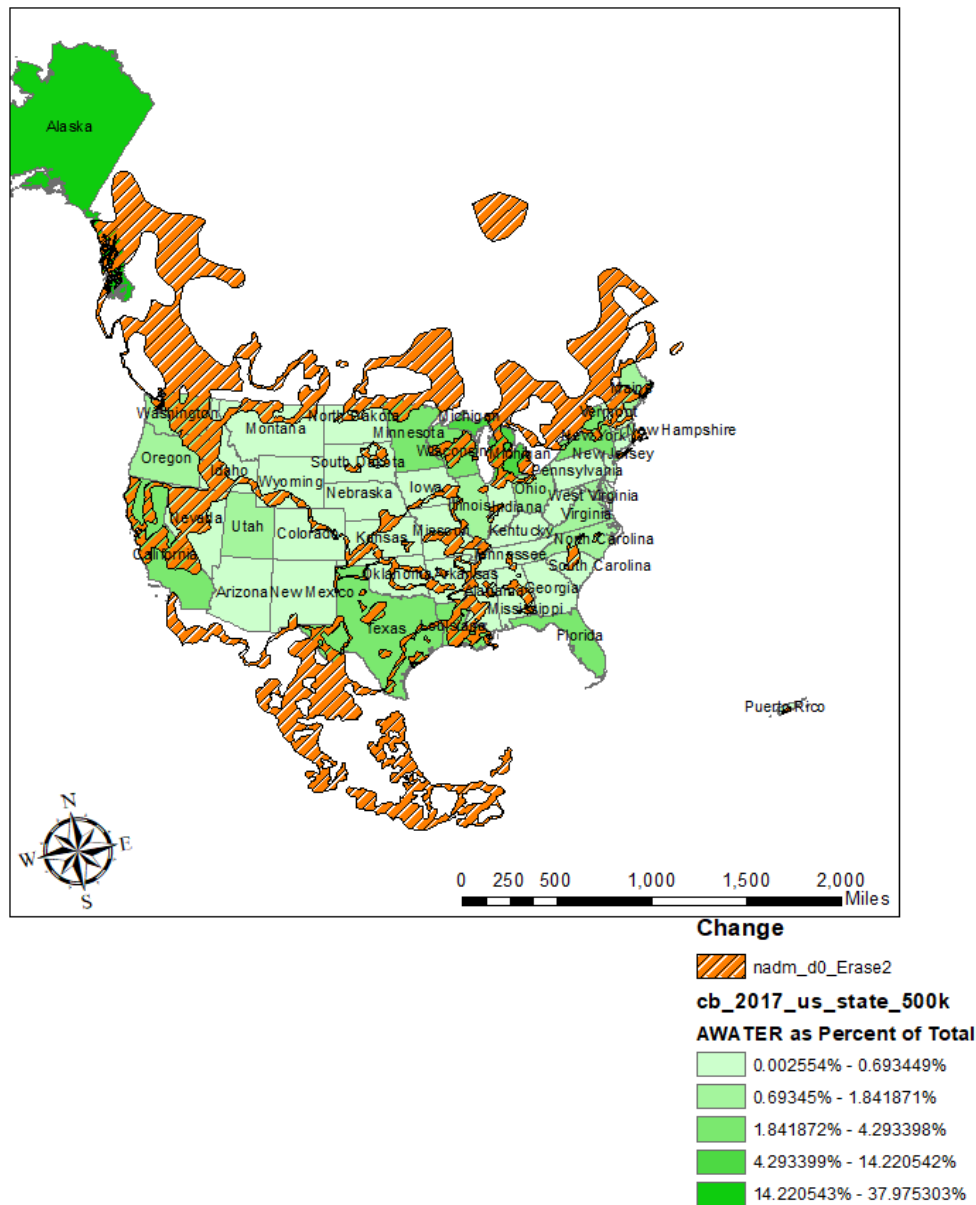 Alaska
Washington
Montana
North Dakota
Minnesota
Michigan
Maine
Vermont
New York
New Hampshire
Oregon
Idaho
Wyoming
South Dakota
Wisconsin
Michigan
New Jersey
Pennsylvania
Nevada
Utah
Colorado
Nebraska
Iowa
Illinois
Indiana
Ohio
West Virginia
Virginia
California
Kansas
Missouri
Kentucky
Tennessee
North Carolina
South Carolina
Arizona
New Mexico
Oklahoma
Arkansas
Alabama
Georgia
Mississippi
Texas
Louisiana
Florida
Puerto Rico
N
W
E
S
0 250 500 1,000 1,500 2,000
Miles
Change
nadm_d0_Erase2
cb_2017_us_state_500k
AWATER as Percent of Total
0.002554% - 0.693449%
0.69345% - 1.841871%
1.841872% - 4.293398%
4.293399% - 14.220542%
14.220543% - 37.975303%